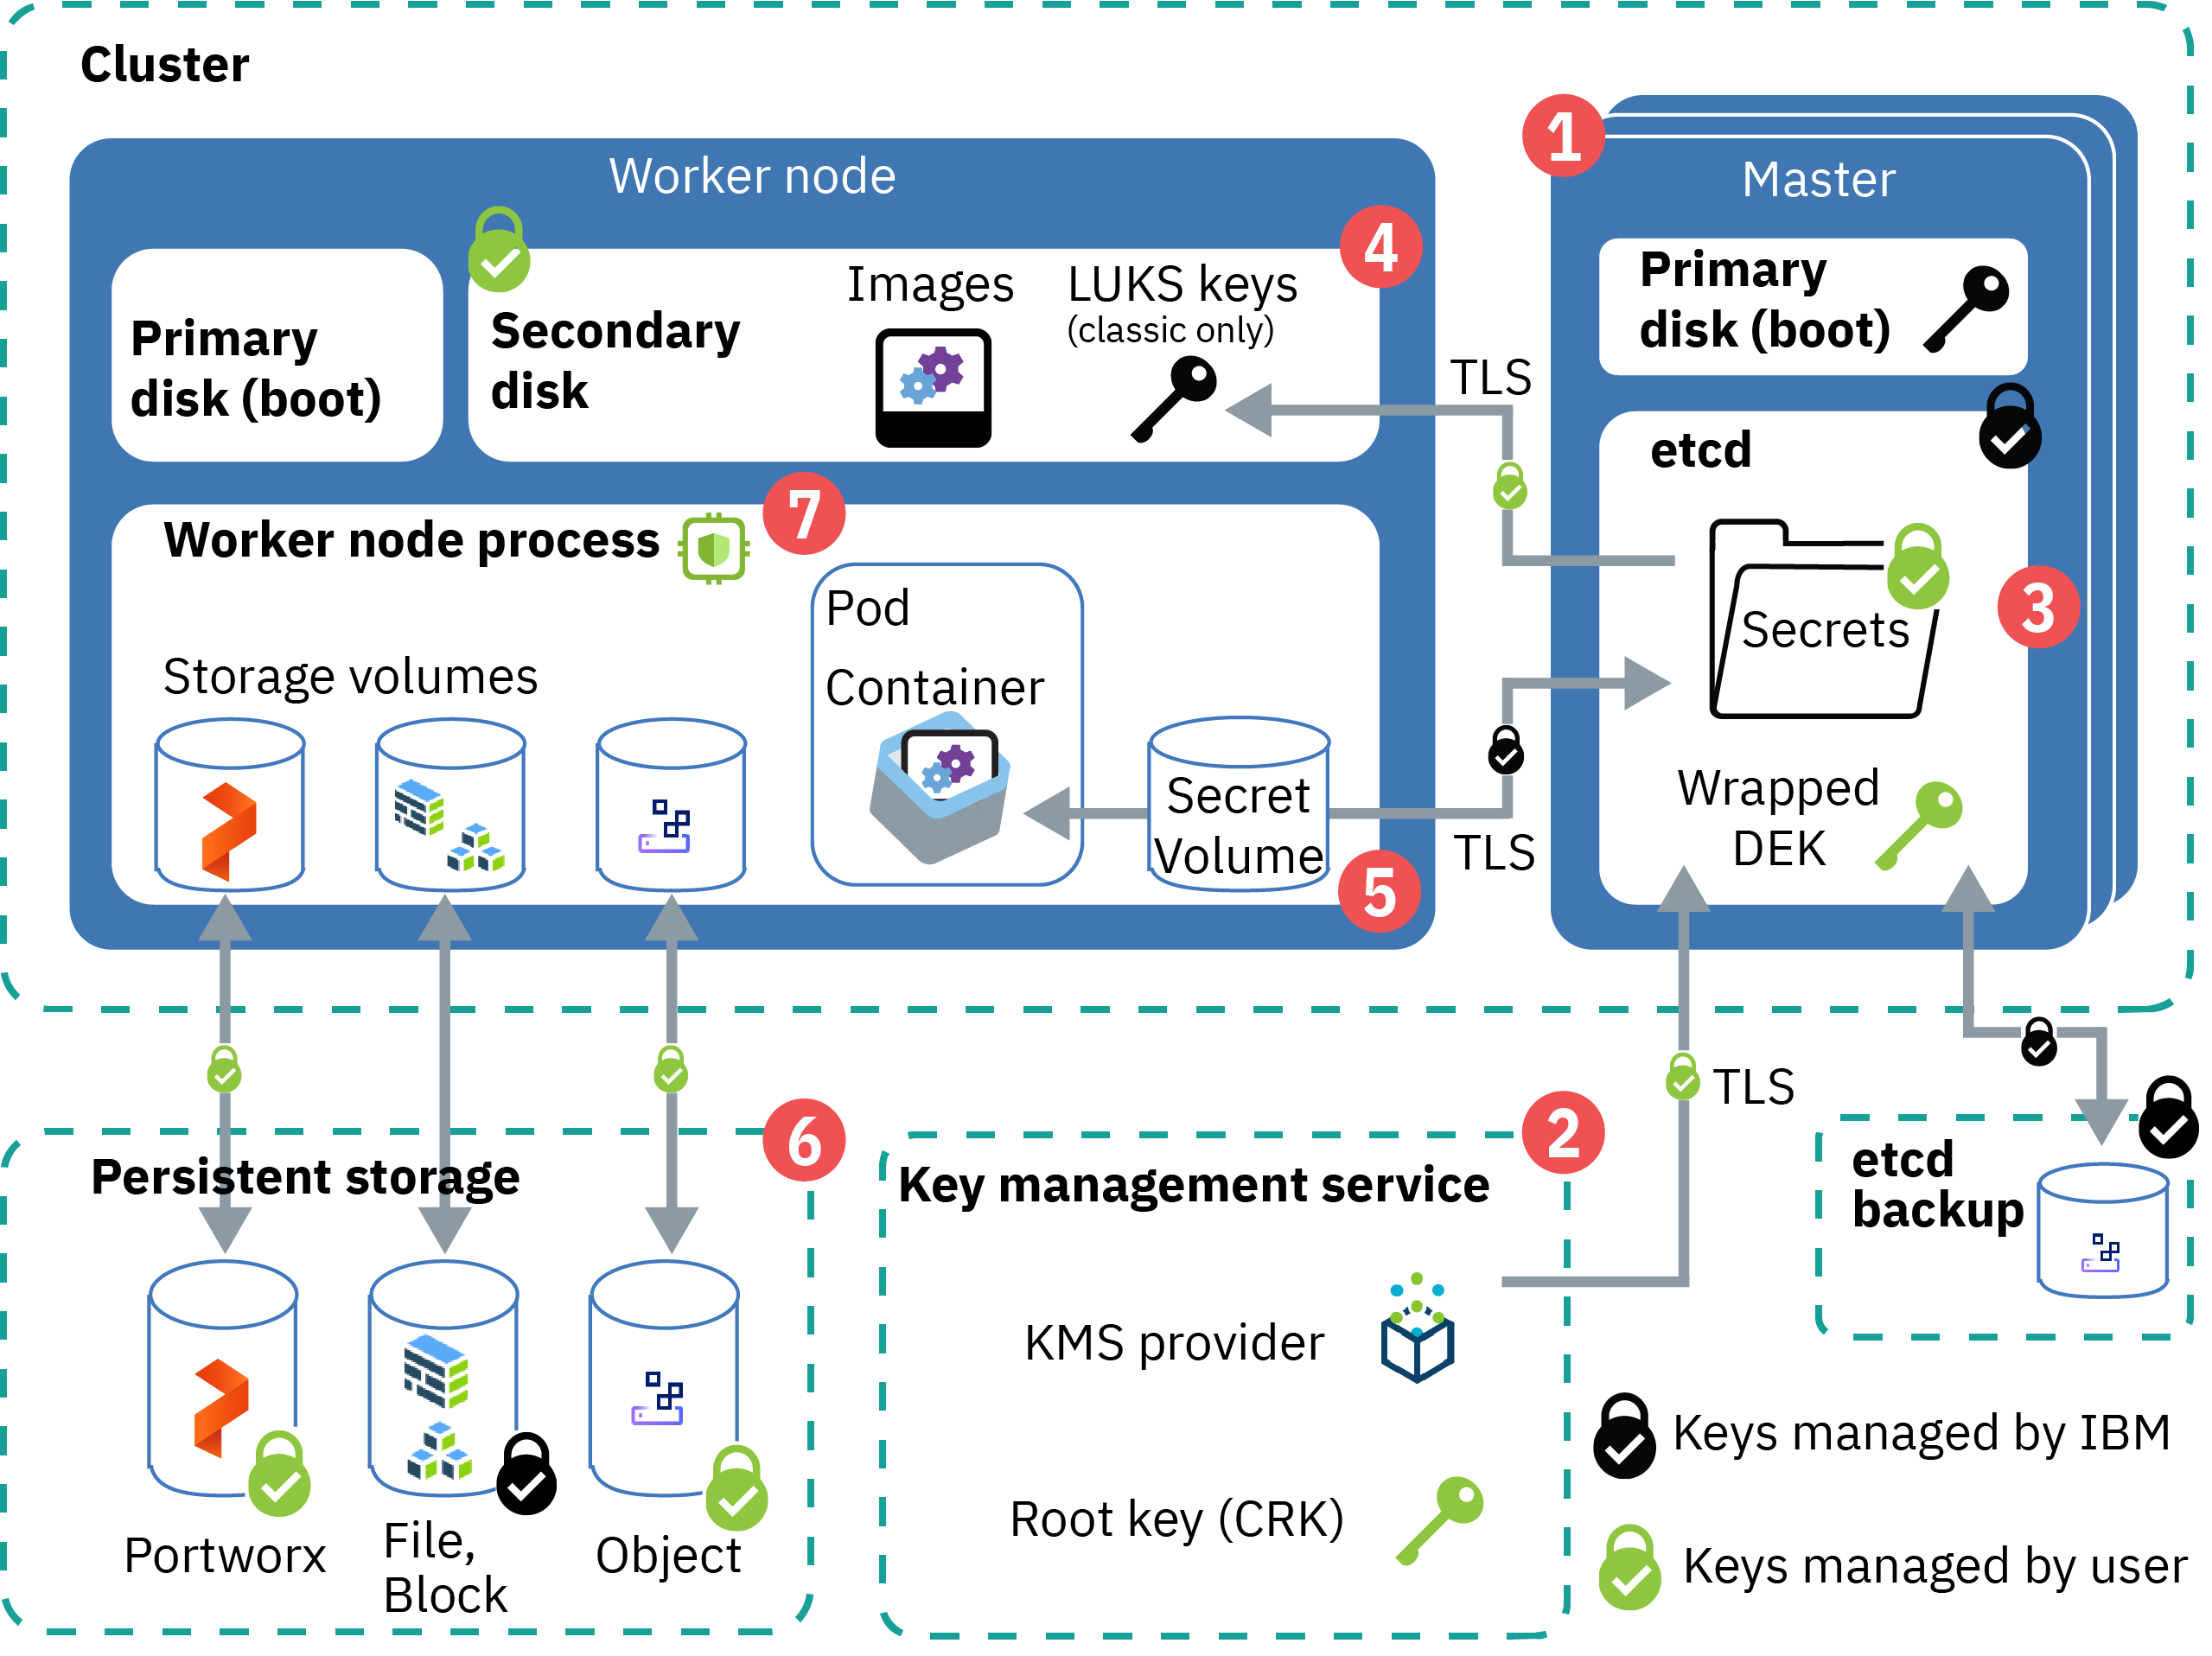 Cluster
Worker node
1
Master
4
Primary
disk (boot)
Secondary
disk
Images
LUKS keys
(classic only)
TLS
Primary
disk (boot)
etcd
Secrets
3
Wrapped
DEK
7
Worker node process
Pod
Container
Storage volumes
Secret
Volume
TLS
5
TLS
6
Persistent storage
Portworx
File,
Block
Object
2
Key management service
KMS provider
Root key (CRK)
etcd
backup
Keys managed by IBM
Keys managed by user